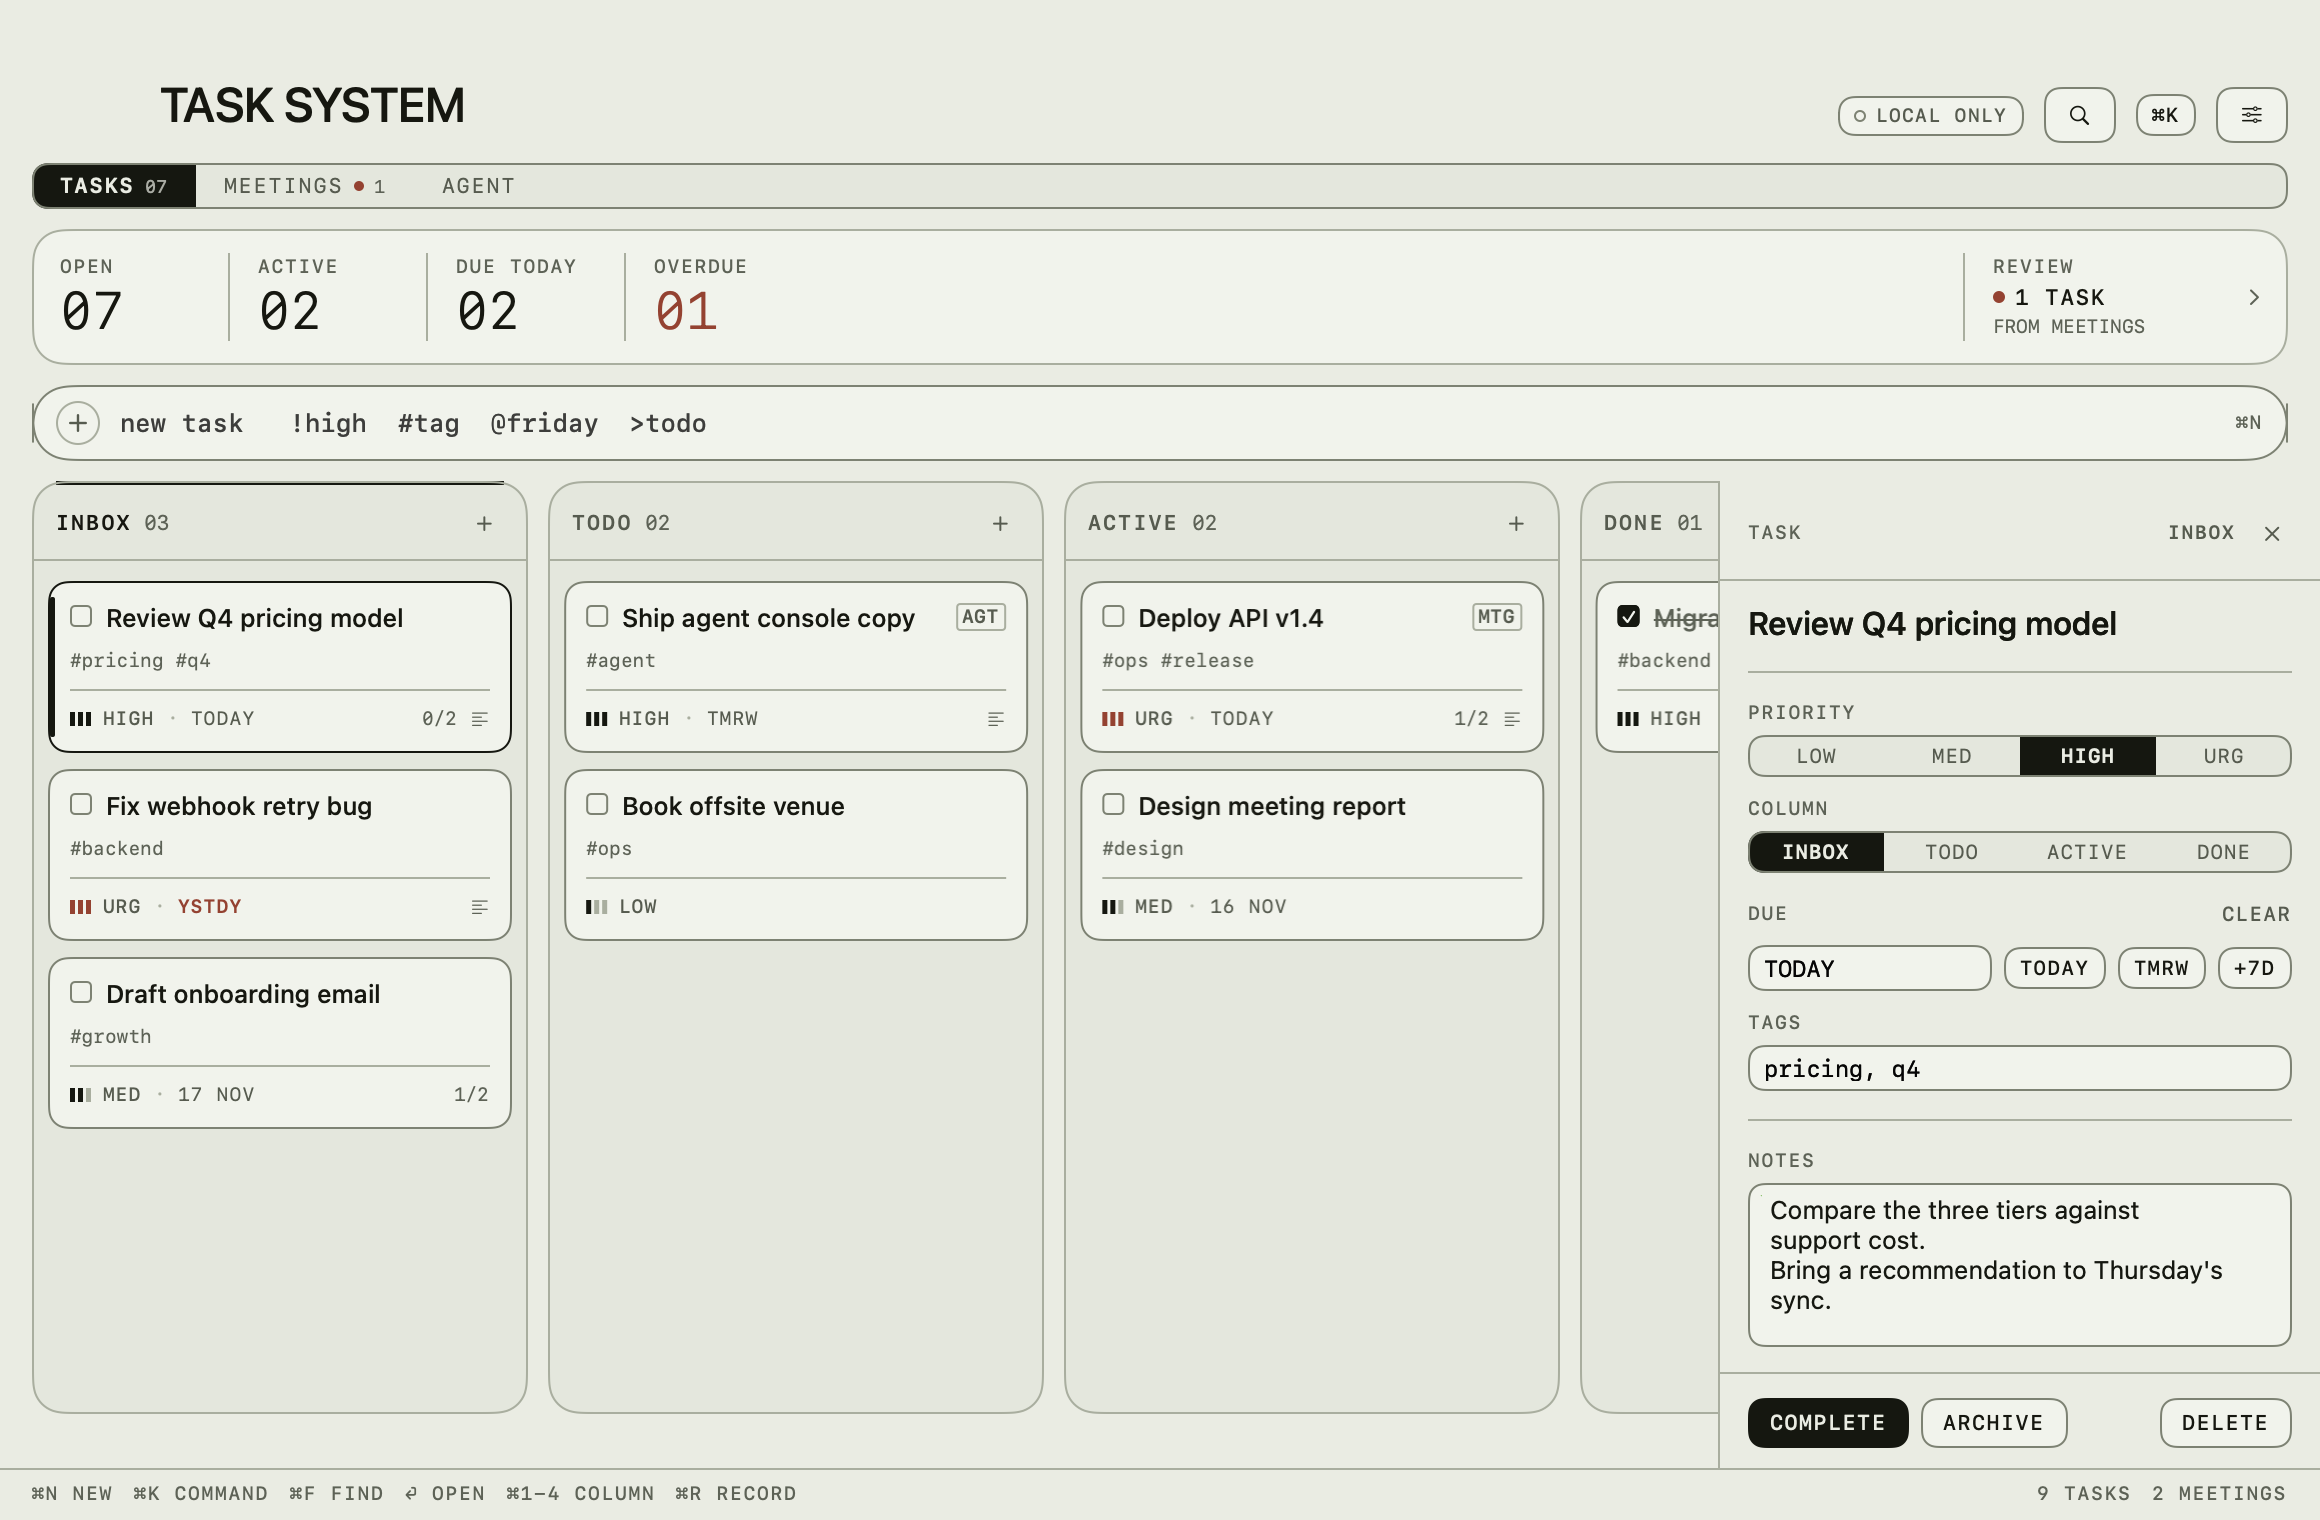 TASK SYSTEM
LOCAL ONLY
⌘K
TASKS 07 MEETINGS 1 AGENT
OPEN
07
ACTIVE
02
DUE TODAY
02
OVERDUE
01
REVIEW
1 TASK
FROM MEETINGS
new task !high #tag @friday >todo
⌘N
INBOX 03
Review Q4 pricing model
#pricing #q4
HIGH · TODAY 0/2
Fix webhook retry bug
#backend
URG · YSTDY
Draft onboarding email
#growth
MED · 17 NOV 1/2
TODO 02
Ship agent console copy AGT
#agent
HIGH · TMRW
Book offsite venue
#ops
LOW
ACTIVE 02
Deploy API v1.4 MTG
#ops #release
URG · TODAY 1/2
Design meeting report
#design
MED · 16 NOV
DONE 01
Migra
#backend
HIGH
TASK INBOX
Review Q4 pricing model
PRIORITY
LOW MED HIGH URG
COLUMN
INBOX TODO ACTIVE DONE
DUE CLEAR
TODAY TODAY TMRW +7D
TAGS
pricing, q4
NOTES
Compare the three tiers against
support cost.
Bring a recommendation to Thursday's
sync.
COMPLETE ARCHIVE DELETE
⌘N NEW ⌘K COMMAND ⌘F FIND ⏎ OPEN ⌘1–4 COLUMN ⌘R RECORD
9 TASKS 2 MEETINGS